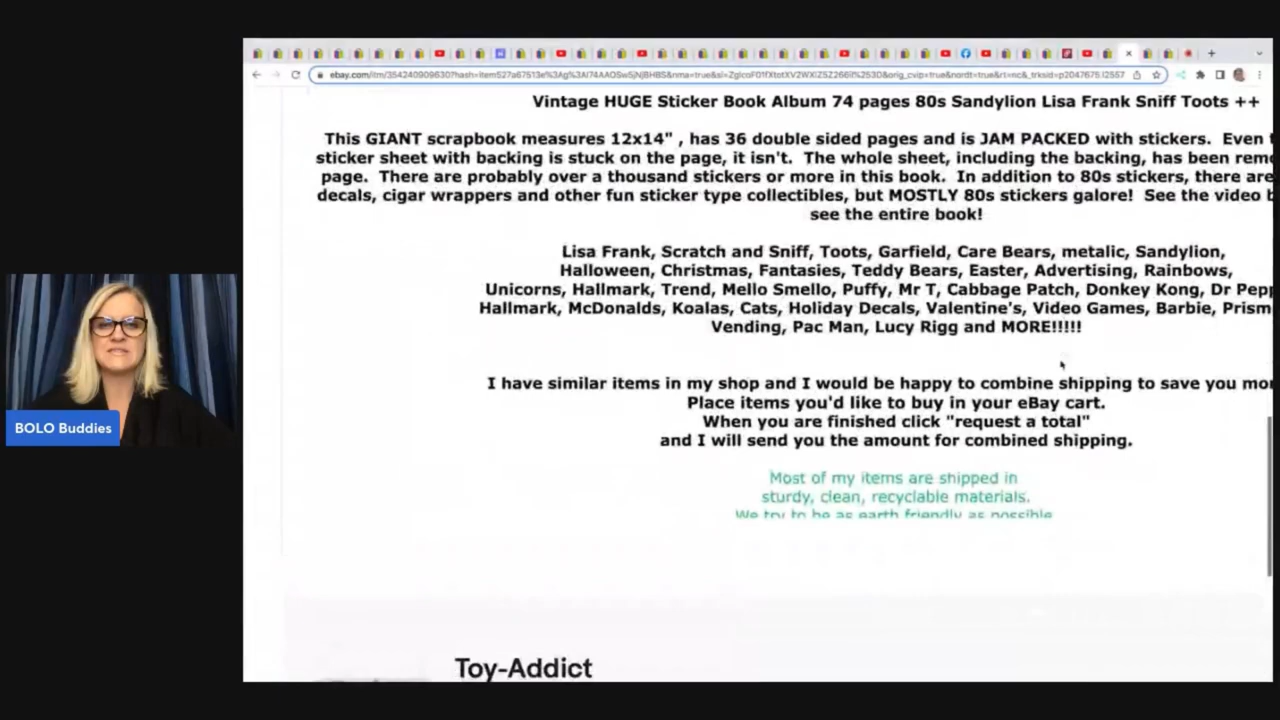 Vintage HUGE Sticker Book Album 74 pages 80s Sandylion Lisa Frank Sniff Toots ++
This GIANT scrapbook measures 12x14" , has 36 double sided pages and is JAM PACKED with stickers. Even
sticker sheet with backing is stuck on the page, it isn't. The whole sheet, including the backing, has been
page. There are probably over a thousand stickers or more in this book. In addition to 80s stickers, there are
decals, cigar wrappers and other fun sticker type collectibles, but MOSTLY 80s stickers galore! See the video
see the entire book!
Lisa Frank, Scratch and Sniff, Toots, Garfield, Care Bears, metalic, Sandylion,
Halloween, Christmas, Fantasies, Teddy Bears, Easter, Advertising, Rainbows,
Unicorns, Hallmark, Trend, Mello Smello, Puffy, Mr T, Cabbage Patch, Donkey Kong, Dr Pepp
Hallmark, McDonalds, Koalas, Cats, Holiday Decals, Valentine's, Video Games, Barbie, Prism
Vending, Pac Man, Lucy Rigg and MORE!!!!!
I have similar items in my shop and I would be happy to combine shipping to save you
Place items you'd like to buy in your eBay cart.
BOLO Buddies
When you are finished click "request a total"
and I will send you the amount for combined shipping.
Most of my items are shipped in
sturdy, clean, recyclable materials.
We try to be as earth friendly as possible
Toy-Addict